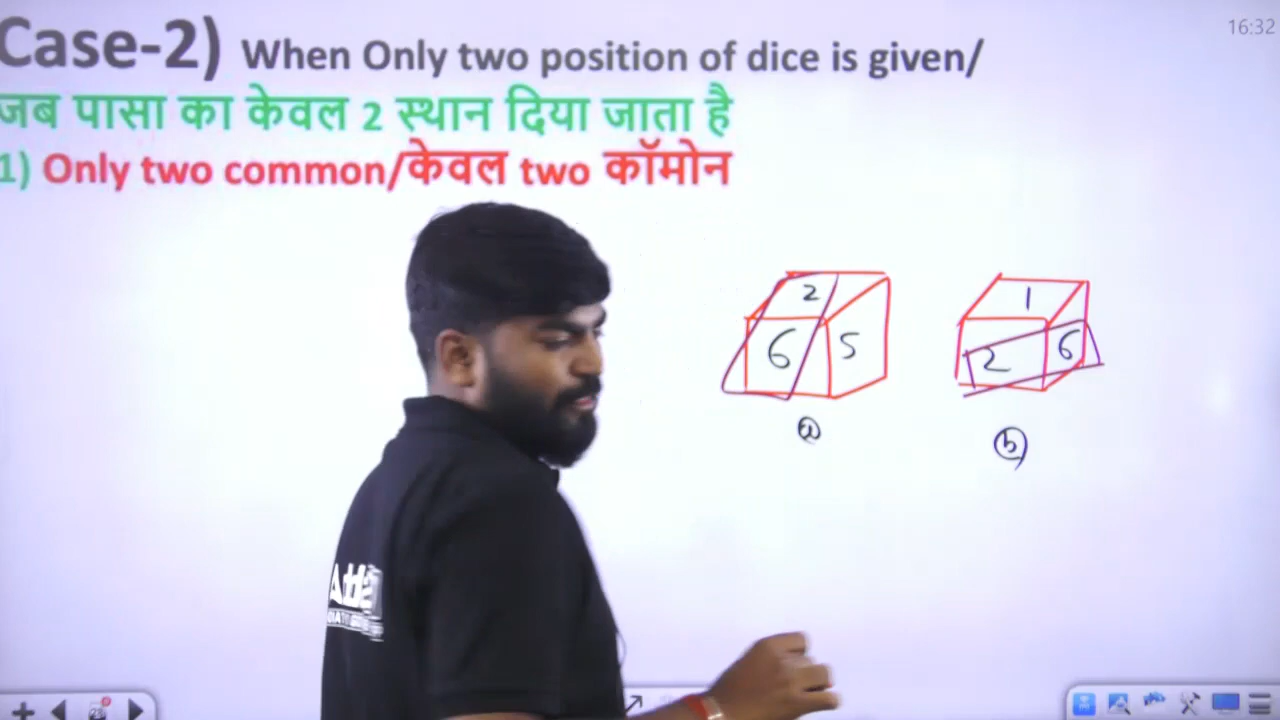 16:32
Case-2) When Only two position of dice is given/
जब पासा का केवल 2 स्थान दिया जाता है
1) Only two common/केवल two कॉमोन
2
6 5
1
2 6
a
b